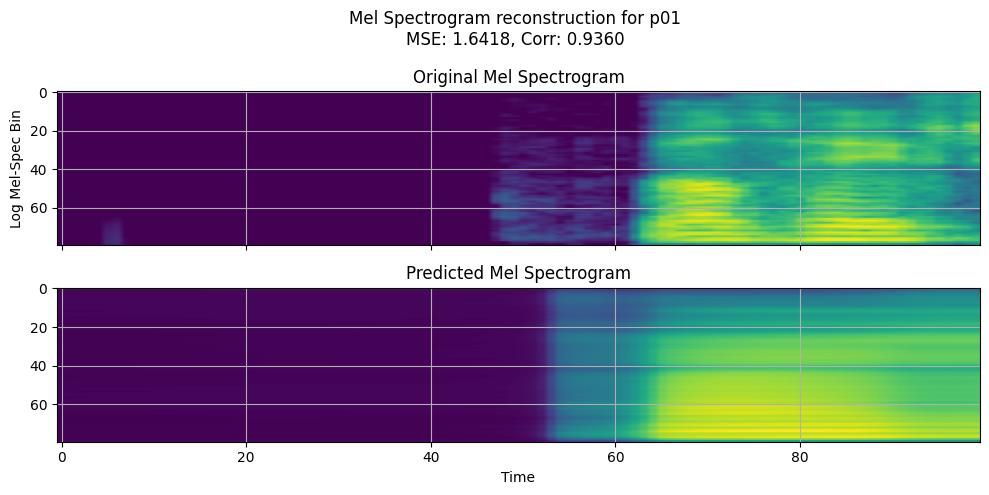 Mel Spectrogram reconstruction for p01
MSE: 1.6418, Corr: 0.9360
Original Mel Spectrogram
Log Mel-Spec Bin
0
20
40
60
Predicted Mel Spectrogram
0
20
40
60
0 20 40 60 80
Time